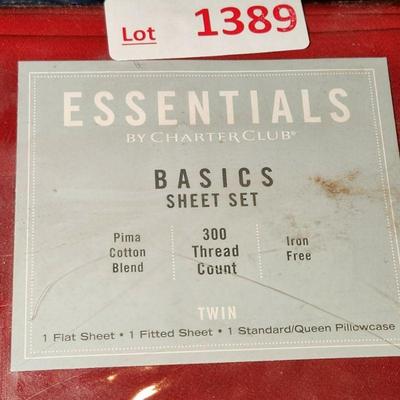 Lot 1389
ESSENTIALS
BY CHARTER CLUB®
BASICS
SHEET SET
Pima
Cotton
Blend
300
Thread
Count
Iron
Free
TWIN
1 Flat Sheet • 1 Fitted Sheet • 1 Standard/Queen Pillowcase